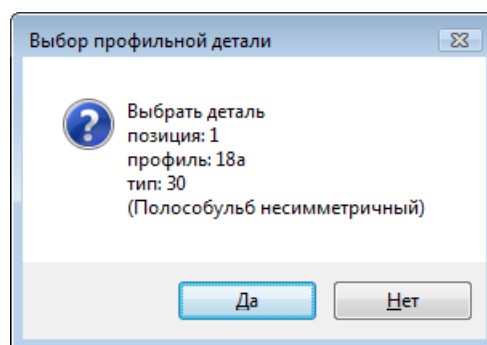 Выбор профильной детали
Выбрать деталь
позиция: 1
профиль: 18а
тип: 30
(Полособульб несимметричный)
Да
Нет